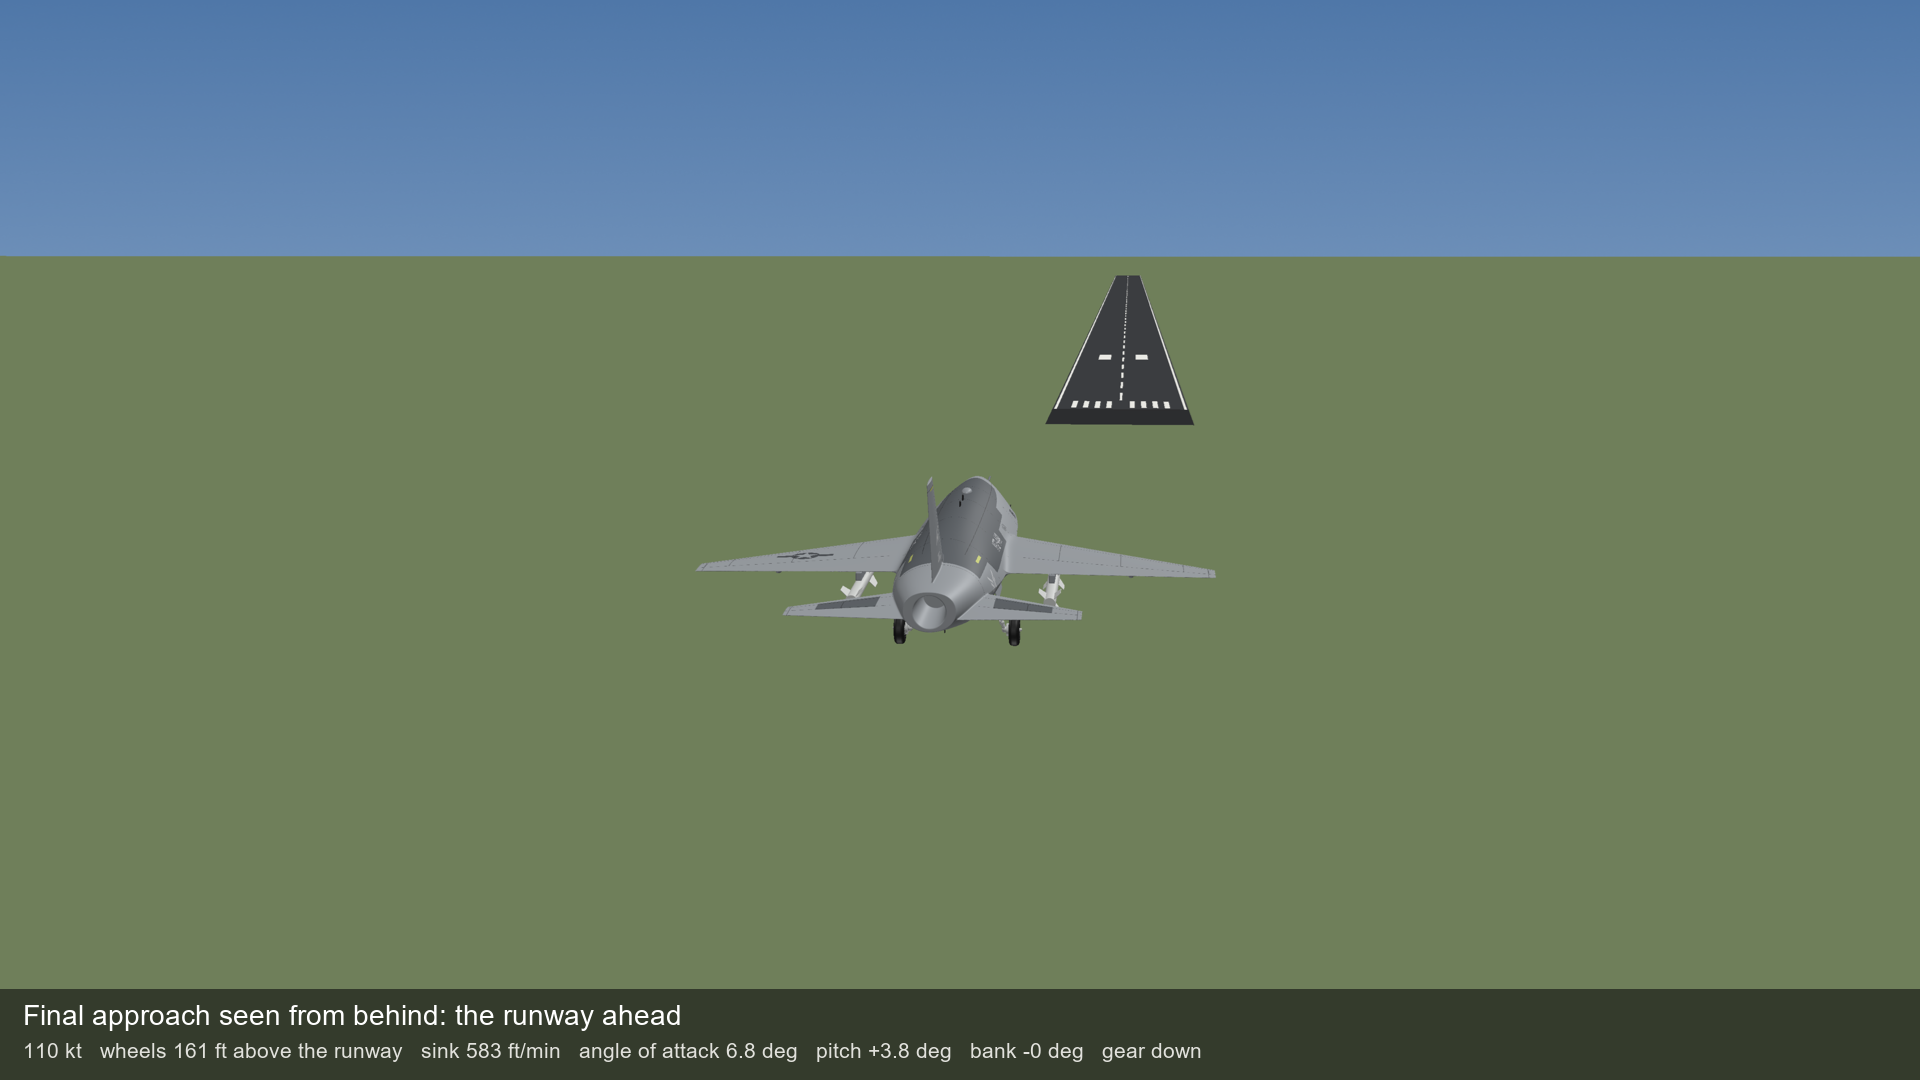 Final approach seen from behind: the runway ahead
110 kt wheels 161 ft above the runway sink 583 ft/min angle of attack 6.8 deg pitch +3.8 deg bank -0 deg gear down